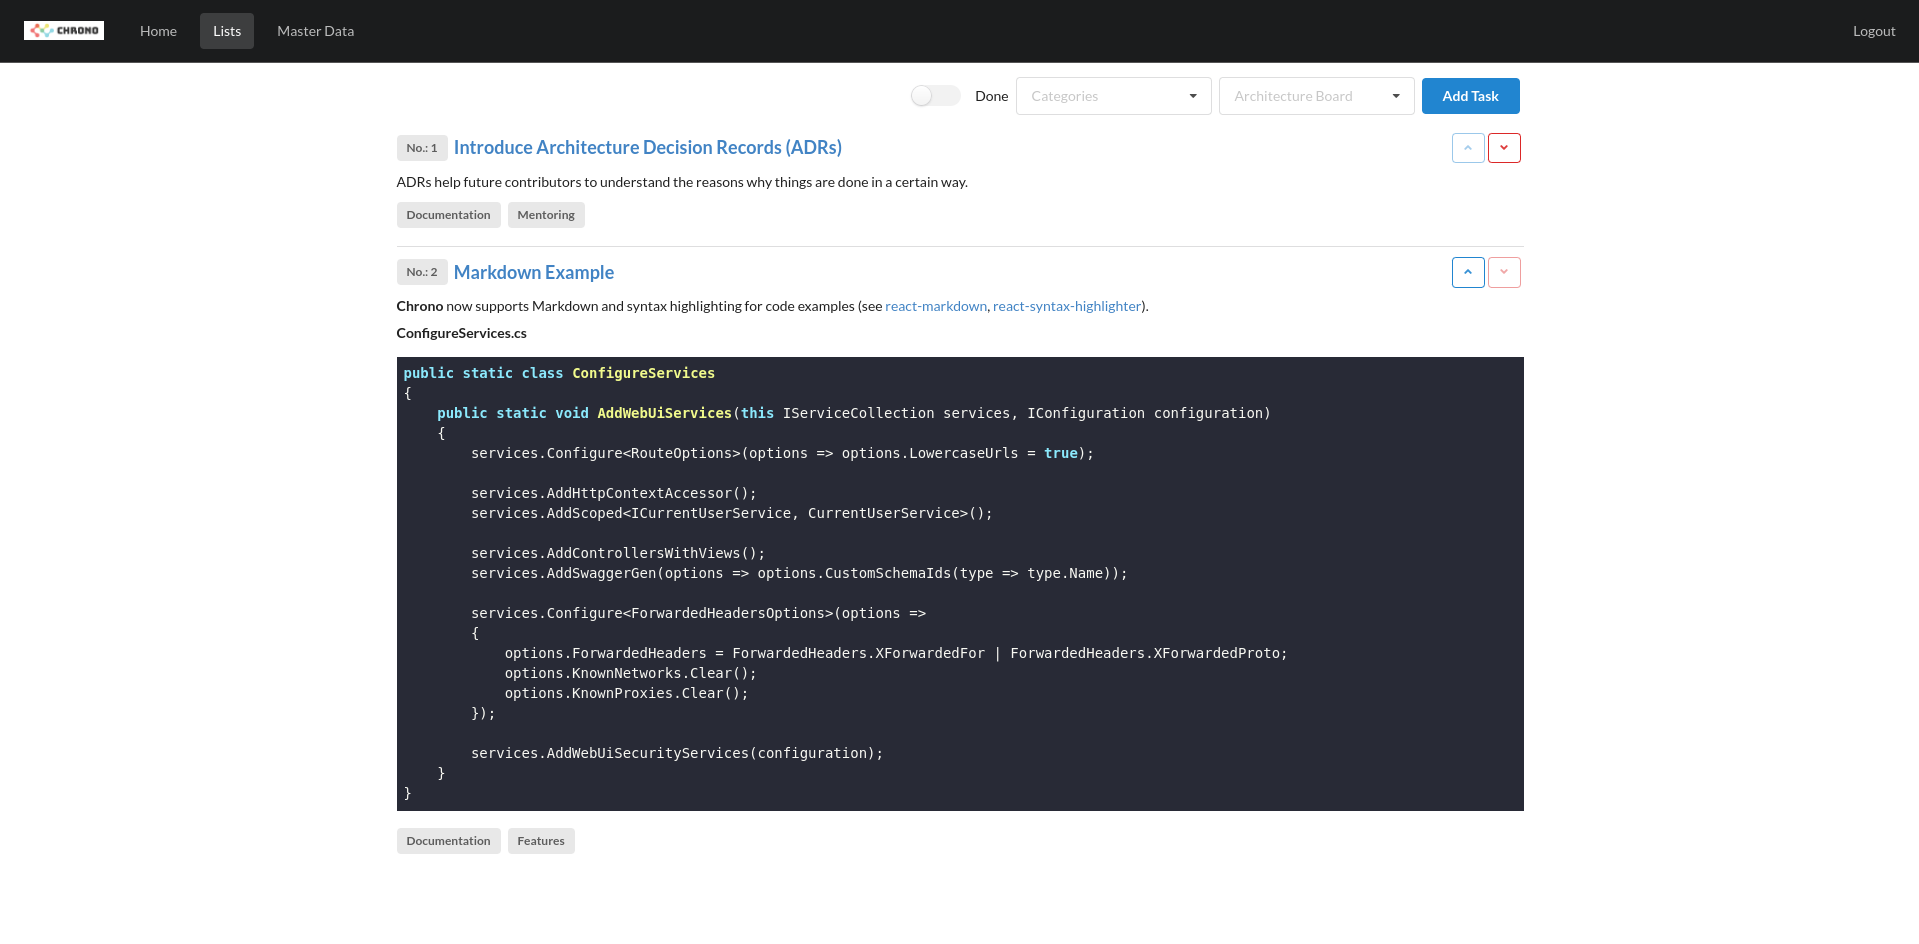 CHRONO Home Lists Master Data Logout
Done Categories Architecture Board Add Task
No.: 1 Introduce Architecture Decision Records (ADRs)
ADRs help future contributors to understand the reasons why things are done in a certain way.
Documentation Mentoring
No.: 2 Markdown Example
Chrono now supports Markdown and syntax highlighting for code examples (see react-markdown, react-syntax-highlighter).
ConfigureServices.cs
public static class ConfigureServices
{
    public static void AddWebUiServices(this IServiceCollection services, IConfiguration configuration)
    {
        services.Configure<RouteOptions>(options => options.LowercaseUrls = true);
        services.AddHttpContextAccessor();
        services.AddScoped<ICurrentUserService, CurrentUserService>();
        services.AddControllersWithViews();
        services.AddSwaggerGen(options => options.CustomSchemaIds(type => type.Name));
        services.Configure<ForwardedHeadersOptions>(options =>
        {
            options.ForwardedHeaders = ForwardedHeaders.XForwardedFor | ForwardedHeaders.XForwardedProto;
            options.KnownNetworks.Clear();
            options.KnownProxies.Clear();
        });
        services.AddWebUiSecurityServices(configuration);
    }
}
Documentation Features